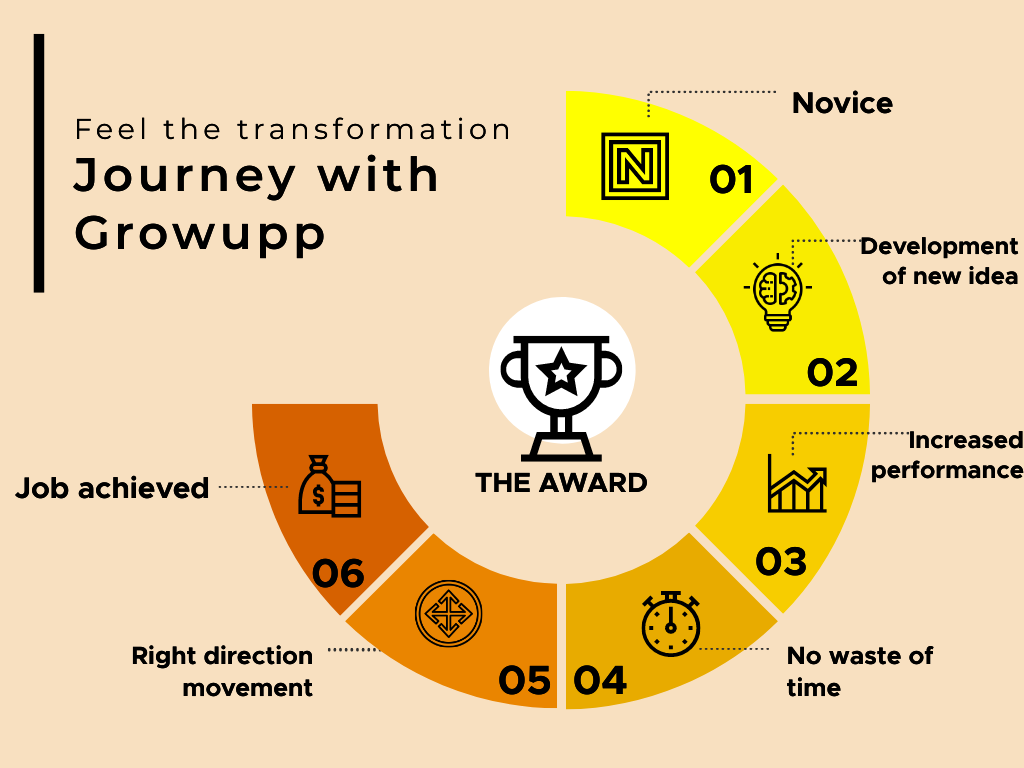 Feel the transformation
Journey with
Growupp
Novice
N
01
Development
of new idea
02
Increased
performance
03
No waste of
time
04
Right direction
movement
05
Job achieved
$
06
THE AWARD